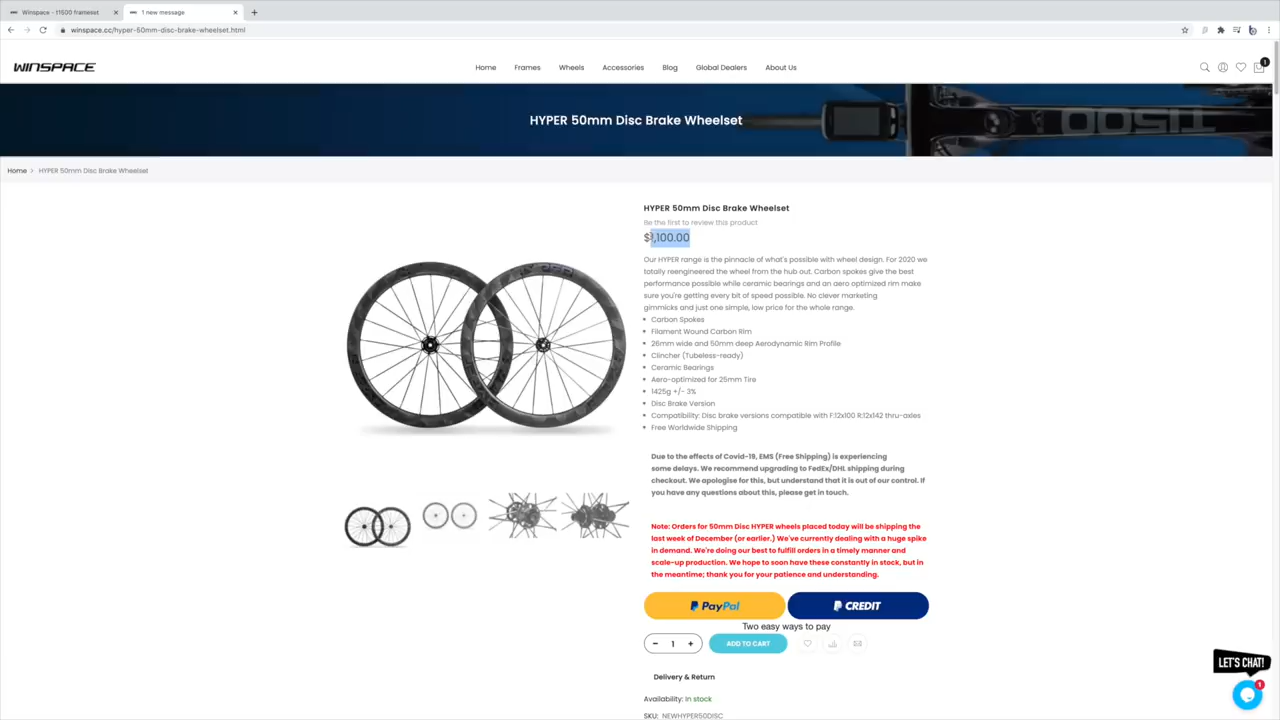 Winspace - t1500 frameset
1 new message
winspace.cc/hyper-50mm-disc-brake-wheelset.html
WINSPACE
Home
Frames
Wheels
Accessories
Blog
Global Dealers
About Us
1
HYPER 50mm Disc Brake Wheelset
T1500
Home > HYPER 50mm Disc Brake Wheelset
HYPER 50mm Disc Brake Wheelset
Be the first to review this product
$1,100.00
Our HYPER range is the pinnacle of what's possible with wheel design. For 2020 we
totally reengineered the wheel from the hub out. Carbon spokes give the best
performance possible while ceramic bearings and an aero optimized rim make
sure you're getting every bit of speed possible. No clever marketing
gimmicks and just one simple, low price for the whole range.
Carbon Spokes
Filament Wound Carbon Rim
26mm wide and 50mm deep Aerodynamic Rim Profile
Clincher (Tubeless-ready)
Ceramic Bearings
Aero-optimized for 25mm Tire
1425g +/- 3%
Disc Brake Version
Compatibility: Disc brake versions compatible with F:12x100 R:12x142 thru-axles
Free Worldwide Shipping
Due to the effects of Covid-19, EMS (Free Shipping) is experiencing
some delays. We recommend upgrading to FedEx/DHL shipping during
checkout. We apologise for this, but understand that it is out of our control. If
you have any questions about this, please get in touch.
Note: Orders for 50mm Disc HYPER wheels placed today will be shipping the
last week of December (or earlier.) We've currently dealing with a huge spike
in demand. We're doing our best to fulfill orders in a timely manner and
scale-up production. We hope to soon have these constantly in stock, but in
the meantime; thank you for your patience and understanding.
PayPal
CREDIT
Two easy ways to pay
- 1 +
ADD TO CART
LET'S CHAT!
Delivery & Return
1
Availability: In stock
SKU: NEWHYPER50DISC